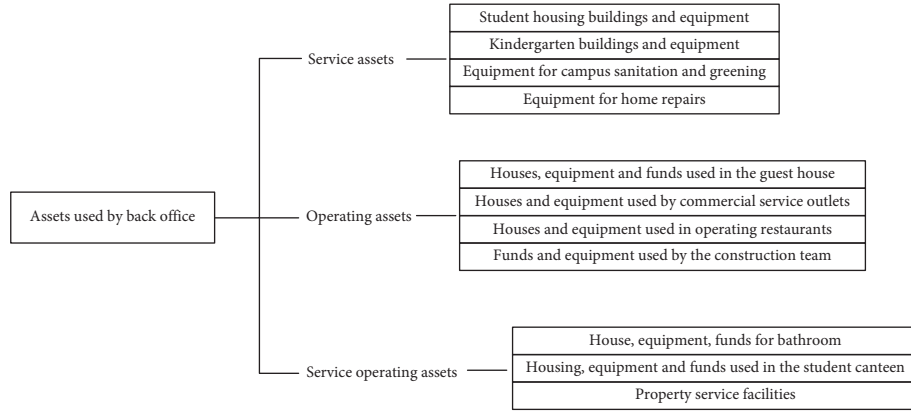 Assets used by back office
Service assets
Student housing buildings and equipment
Kindergarten buildings and equipment
Equipment for campus sanitation and greening
Equipment for home repairs
Operating assets
Houses, equipment and funds used in the guest house
Houses and equipment used by commercial service outlets
Houses and equipment used in operating restaurants
Funds and equipment used by the construction team
Service operating assets
House, equipment, funds for bathroom
Housing, equipment and funds used in the student canteen
Property service facilities